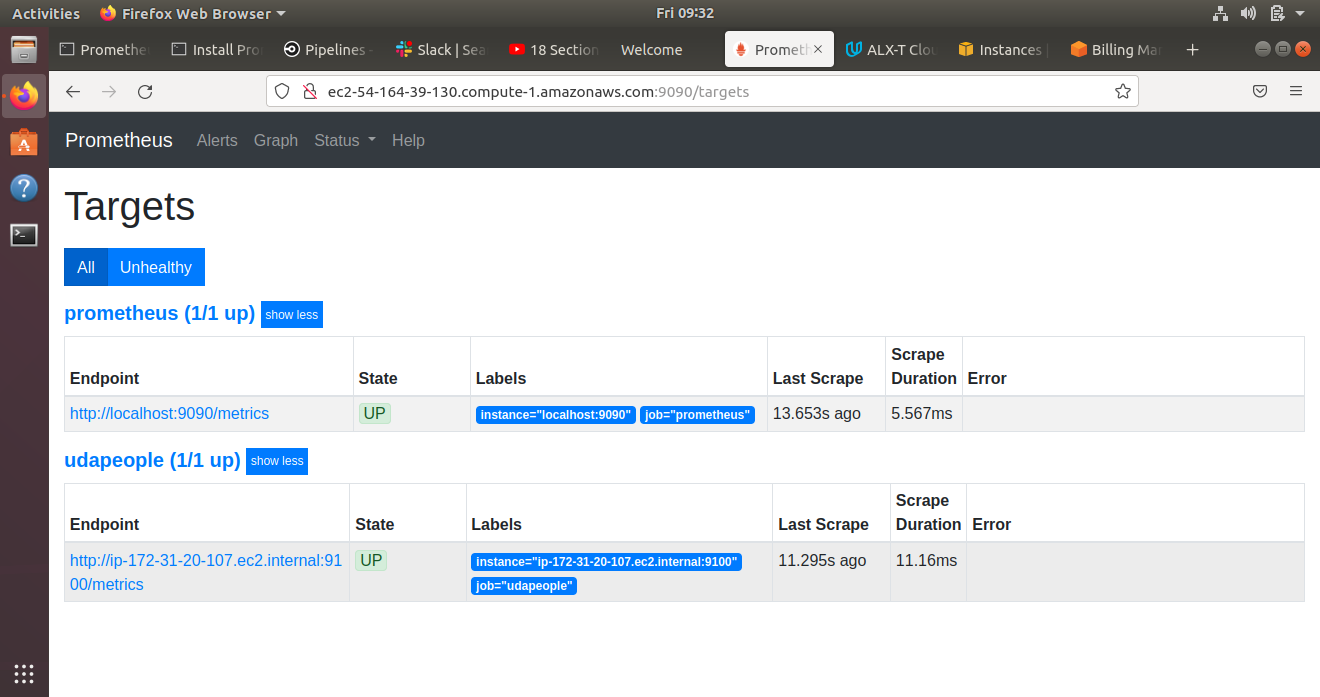 Activities Firefox Web Browser Fri 09:32
Promethe Install Pro Pipelines - Slack | Sea 18 Section Welcome Prometh ALX-T Clou Instances | Billing Man
ec2-54-164-39-130.compute-1.amazonaws.com:9090/targets
Prometheus Alerts Graph Status Help
Targets
All Unhealthy
prometheus (1/1 up) show less
Endpoint State Labels Last Scrape Scrape Duration Error
http://localhost:9090/metrics UP instance="localhost:9090" job="prometheus" 13.653s ago 5.567ms
udapeople (1/1 up) show less
Endpoint State Labels Last Scrape Scrape Duration Error
http://ip-172-31-20-107.ec2.internal:91 UP instance="ip-172-31-20-107.ec2.internal:9100" 11.295s ago 11.16ms
00/metrics job="udapeople"